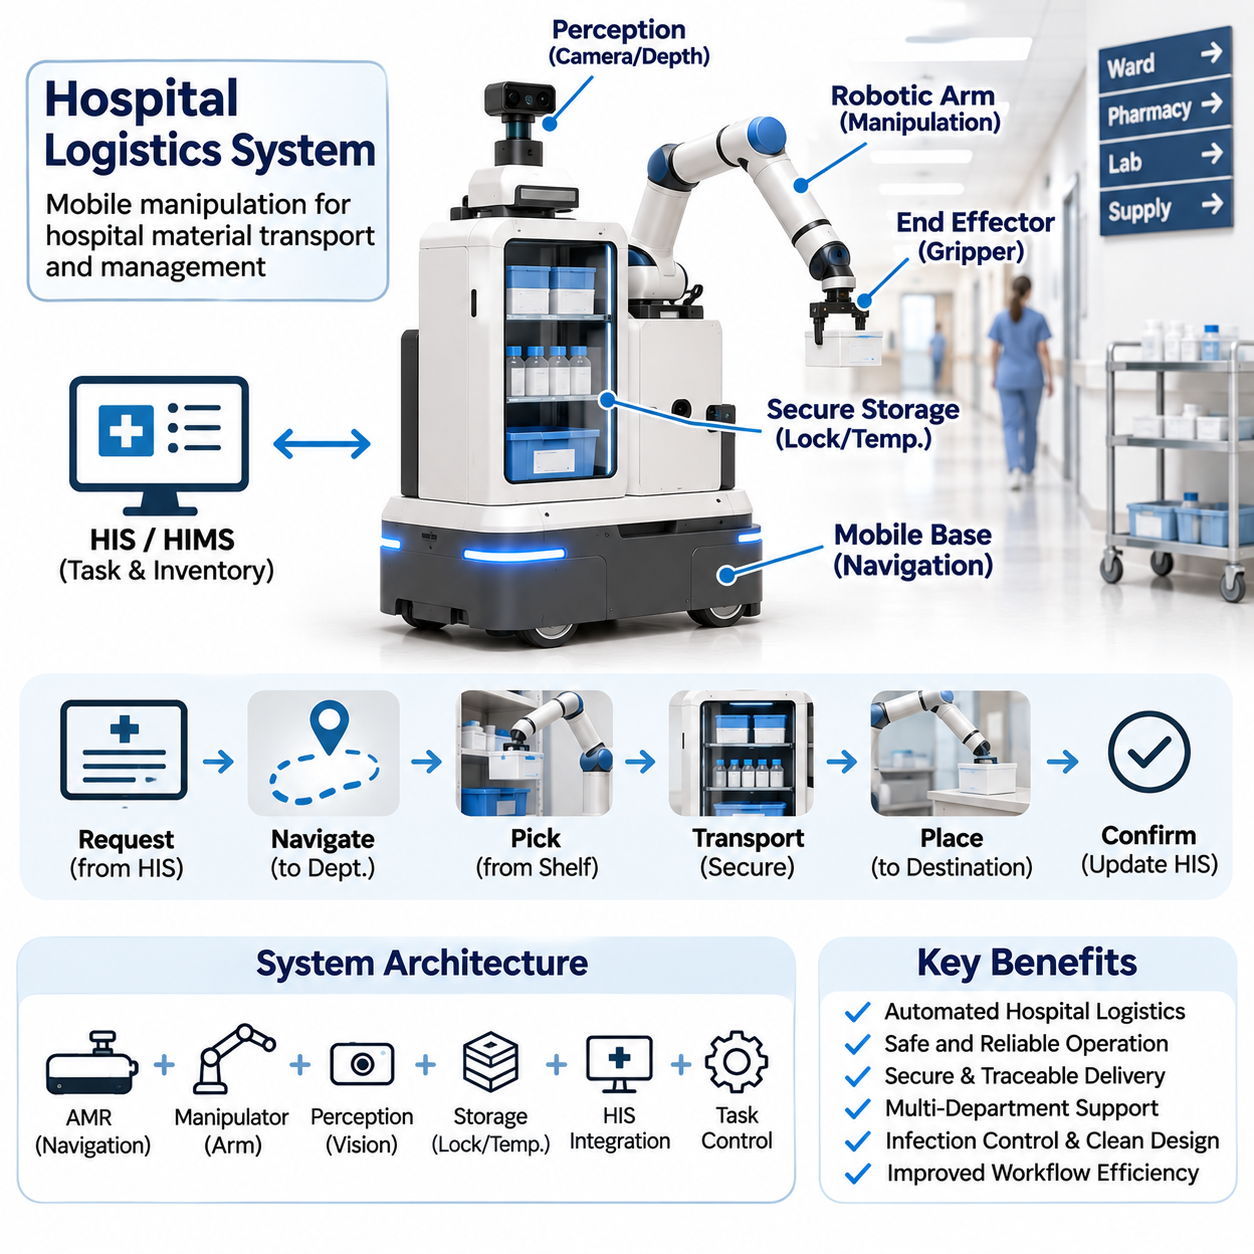 Hospital
Logistics System
Mobile manipulation for
hospital material transport
and management
Perception
(Camera/Depth)
Robotic Arm
(Manipulation)
End Effector
(Gripper)
Ward
Pharmacy
Lab
Supply
Secure Storage
(Lock/Temp.)
Mobile Base
(Navigation)
HIS / HIMS
(Task & Inventory)
Request
(from HIS)
Navigate
(to Dept.)
Pick
(from Shelf)
Transport
(Secure)
Place
(to Destination)
Confirm
(Update HIS)
System Architecture
AMR
(Navigation)
Manipulator
(Arm)
Perception
(Vision)
Storage
(Lock/Temp.)
HIS
Integration
Task
Control
Key Benefits
Automated Hospital Logistics
Safe and Reliable Operation
Secure & Traceable Delivery
Multi-Department Support
Infection Control & Clean Design
Improved Workflow Efficiency